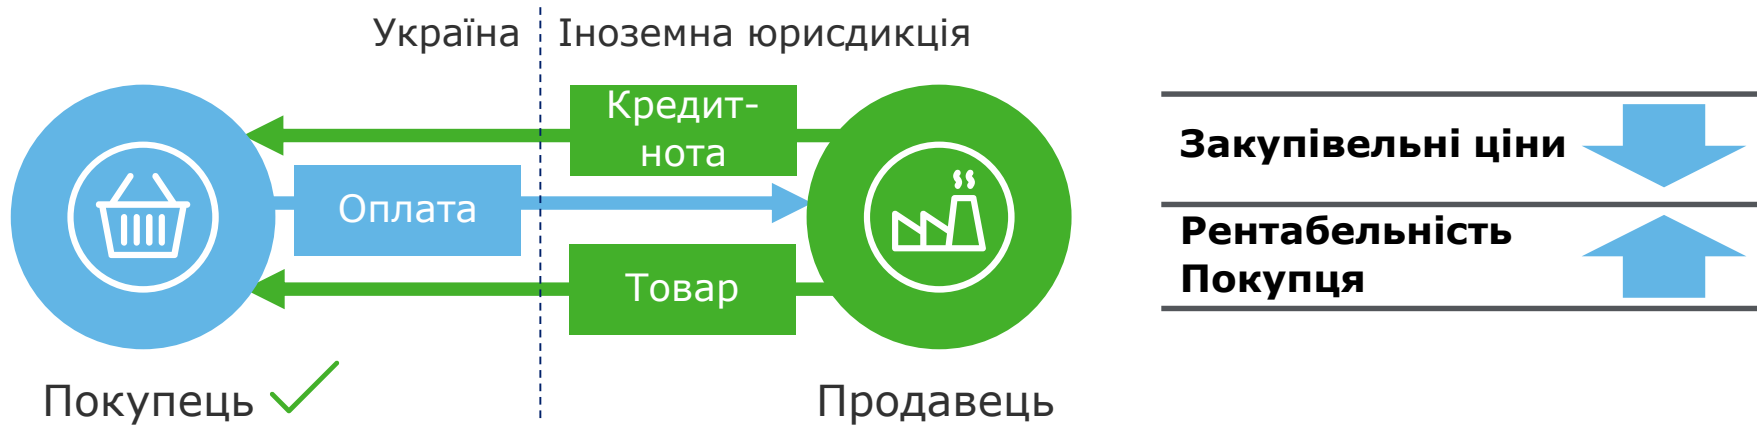 Україна
Іноземна юрисдикція
Кредит-
нота
Оплата
Товар
Покупець
Продавець
Закупівельні ціни
Рентабельність
Покупця